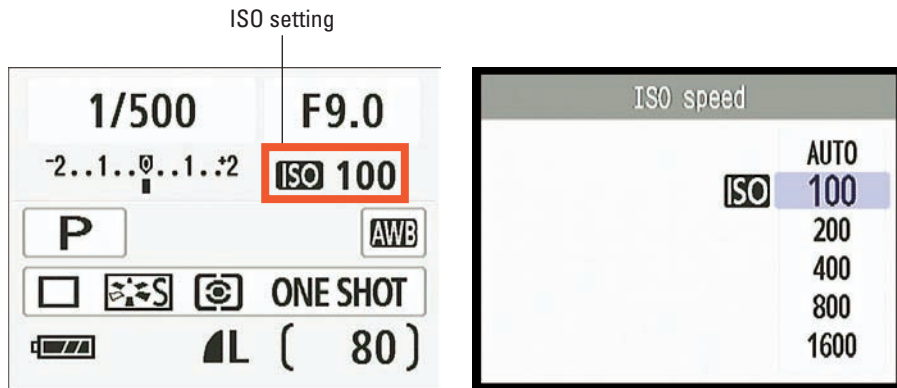 ISO setting
1/500 F9.0
-2..1..0..1..+2 ISO 100
P AWB
S ONE SHOT
L ( 80 )
ISO speed
AUTO
ISO 100
200
400
800
1600